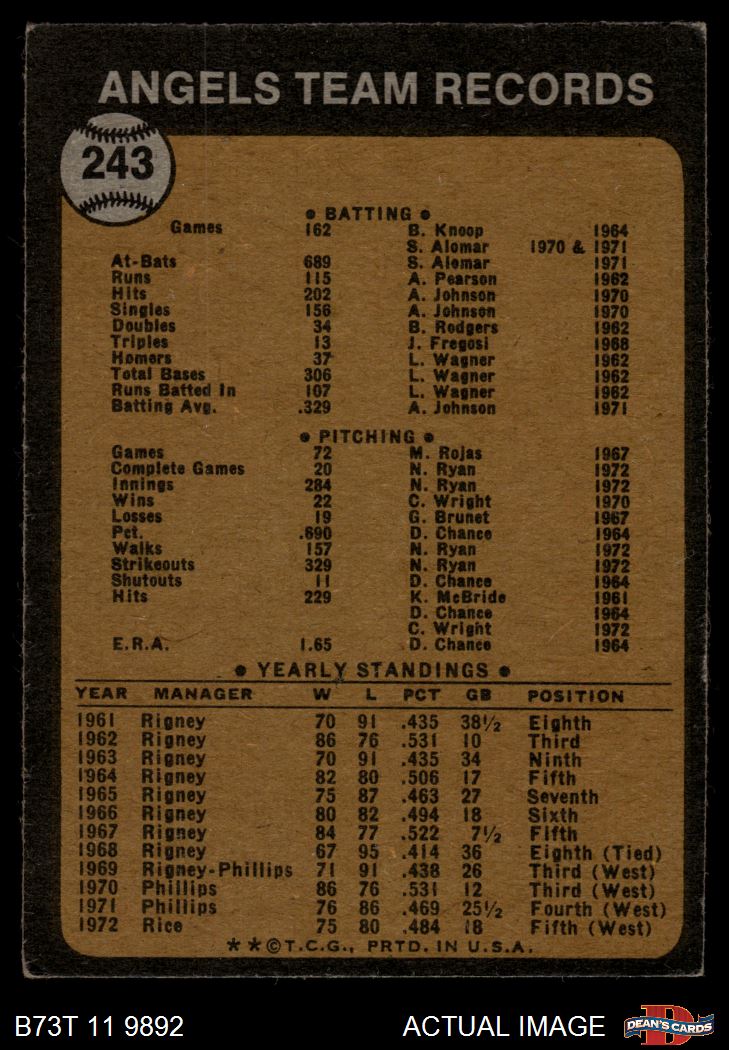 ANGELS TEAM RECORDS
243
● BATTING ●
Games 162 B. Knoop 1964
S. Alomar 1970 & 1971
At-Bats 689 S. Alomar 1971
Runs 115 A. Pearson 1962
Hits 202 A. Johnson 1970
Singles 156 A. Johnson 1970
Doubles 34 B. Rodgers 1962
Triples 13 J. Fregosi 1968
Homers 37 L. Wagner 1962
Total Bases 306 L. Wagner 1962
Runs Batted In 107 L. Wagner 1962
Batting Avg. .329 A. Johnson 1971
● PITCHING ●
Games 72 M. Rojas 1967
Complete Games 20 N. Ryan 1972
Innings 284 N. Ryan 1972
Wins 22 C. Wright 1970
Losses 19 G. Brunet 1967
Pct. .690 D. Chance 1964
Walks 157 N. Ryan 1972
Strikeouts 329 N. Ryan 1972
Shutouts 11 D. Chance 1964
Hits 229 K. McBride 1961
D. Chance 1964
C. Wright 1972
E.R.A. 1.65 D. Chance 1964
● YEARLY STANDINGS ●
YEAR MANAGER W L PCT GB POSITION
1961 Rigney 70 91 .435 38½ Eighth
1962 Rigney 86 76 .531 10 Third
1963 Rigney 70 91 .435 34 Ninth
1964 Rigney 82 80 .506 17 Fifth
1965 Rigney 75 87 .463 27 Seventh
1966 Rigney 80 82 .494 18 Sixth
1967 Rigney 84 77 .522 7½ Fifth
1968 Rigney 67 95 .414 36 Eighth (Tied)
1969 Rigney-Phillips 71 91 .438 26 Third (West)
1970 Phillips 86 76 .531 12 Third (West)
1971 Phillips 76 86 .469 25½ Fourth (West)
1972 Rice 75 80 .484 18 Fifth (West)
**©T.C.G., PRTD. IN U.S.A.
B73T 11 9892 ACTUAL IMAGE
D
DEAN'S CARDS